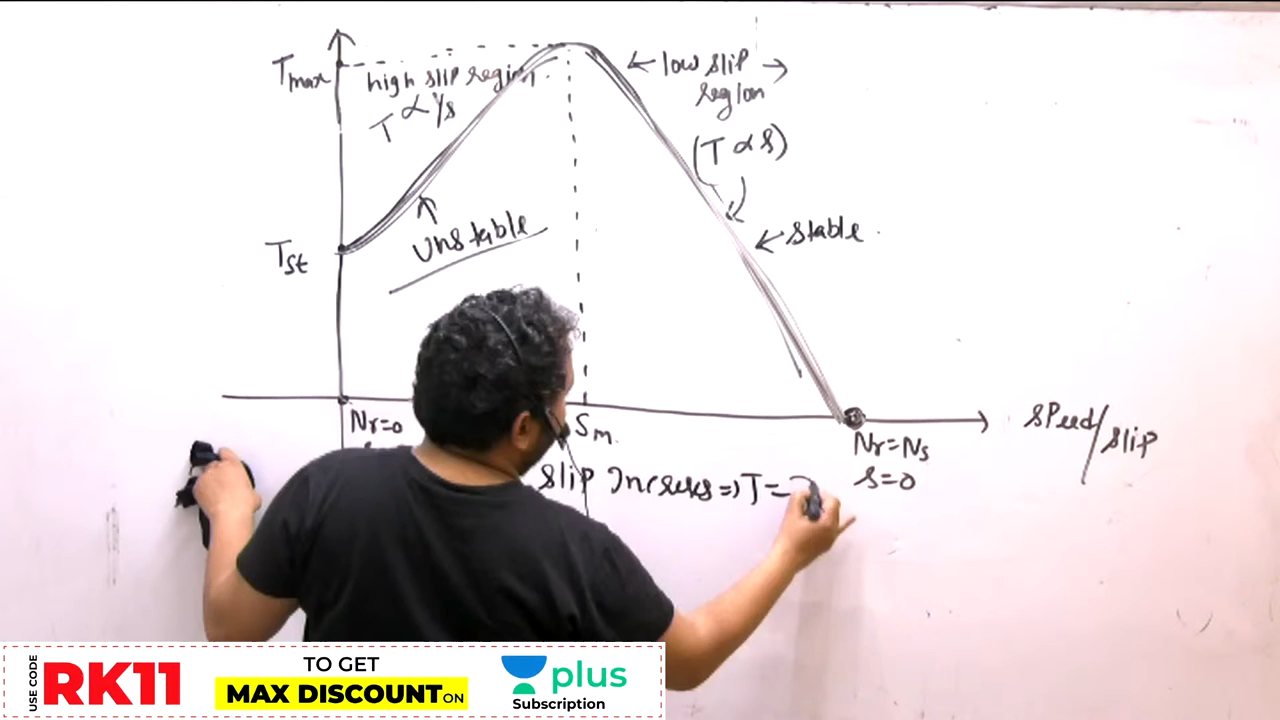 Tmax
high slip region
T ∝ 1/s
← low slip →
region
(T ∝ s)
← stable
Unstable
Tst
Nr=0
Sm
Nr=Ns
s=0
speed/slip
slip Increses => T =
USE CODE
RK11
TO GET
MAX DISCOUNT ON
plus
Subscription